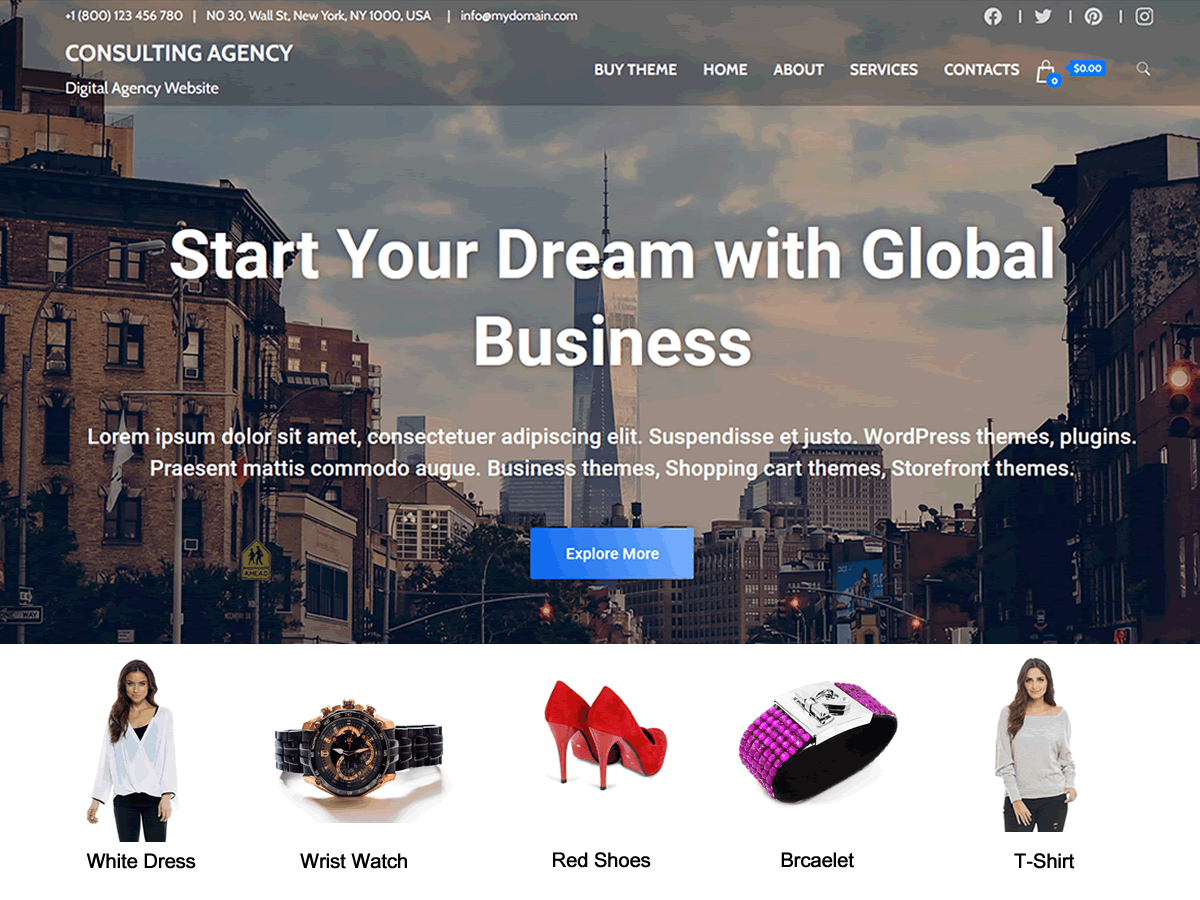 +1 (800) 123 456 780 | NO 30, Wall St, New York, NY 1000, USA | info@mydomain.com
CONSULTING AGENCY
Digital Agency Website
BUY THEME HOME ABOUT SERVICES CONTACTS 0 $0.00
Start Your Dream with Global
Business
Lorem ipsum dolor sit amet, consectetuer adipiscing elit. Suspendisse et justo. WordPress themes, plugins.
Praesent mattis commodo augue. Business themes, Shopping cart themes, Storefront themes.
Explore More
AHEAD
WAY
White Dress Wrist Watch Red Shoes Brcaelet T-Shirt